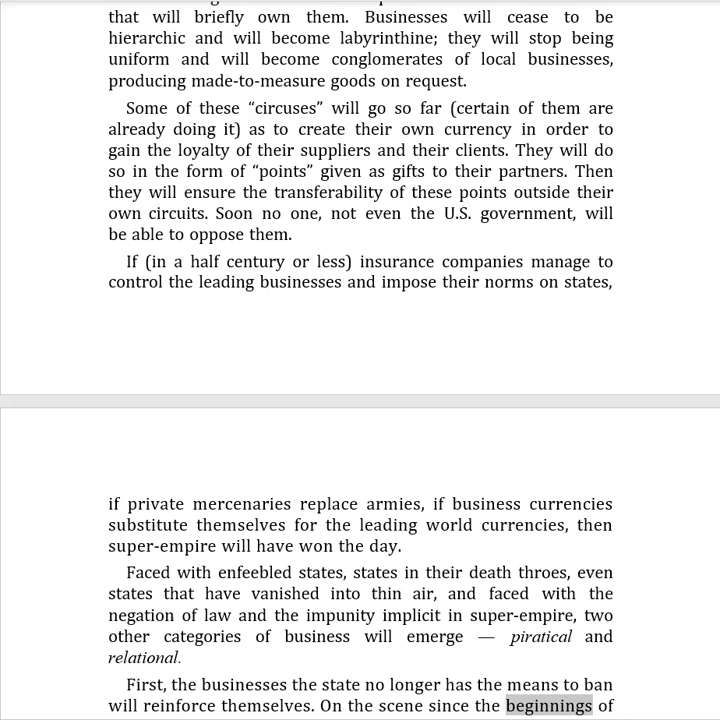 that will briefly own them. Businesses will cease to be
hierarchic and will become labyrinthine; they will stop being
uniform and will become conglomerates of local businesses,
producing made-to-measure goods on request.
Some of these “circuses” will go so far (certain of them are
already doing it) as to create their own currency in order to
gain the loyalty of their suppliers and their clients. They will do
so in the form of “points” given as gifts to their partners. Then
they will ensure the transferability of these points outside their
own circuits. Soon no one, not even the U.S. government, will
be able to oppose them.
If (in a half century or less) insurance companies manage to
control the leading businesses and impose their norms on states,
if private mercenaries replace armies, if business currencies
substitute themselves for the leading world currencies, then
super-empire will have won the day.
Faced with enfeebled states, states in their death throes, even
states that have vanished into thin air, and faced with the
negation of law and the impunity implicit in super-empire, two
other categories of business will emerge — piratical and
relational.
First, the businesses the state no longer has the means to ban
will reinforce themselves. On the scene since the beginnings of